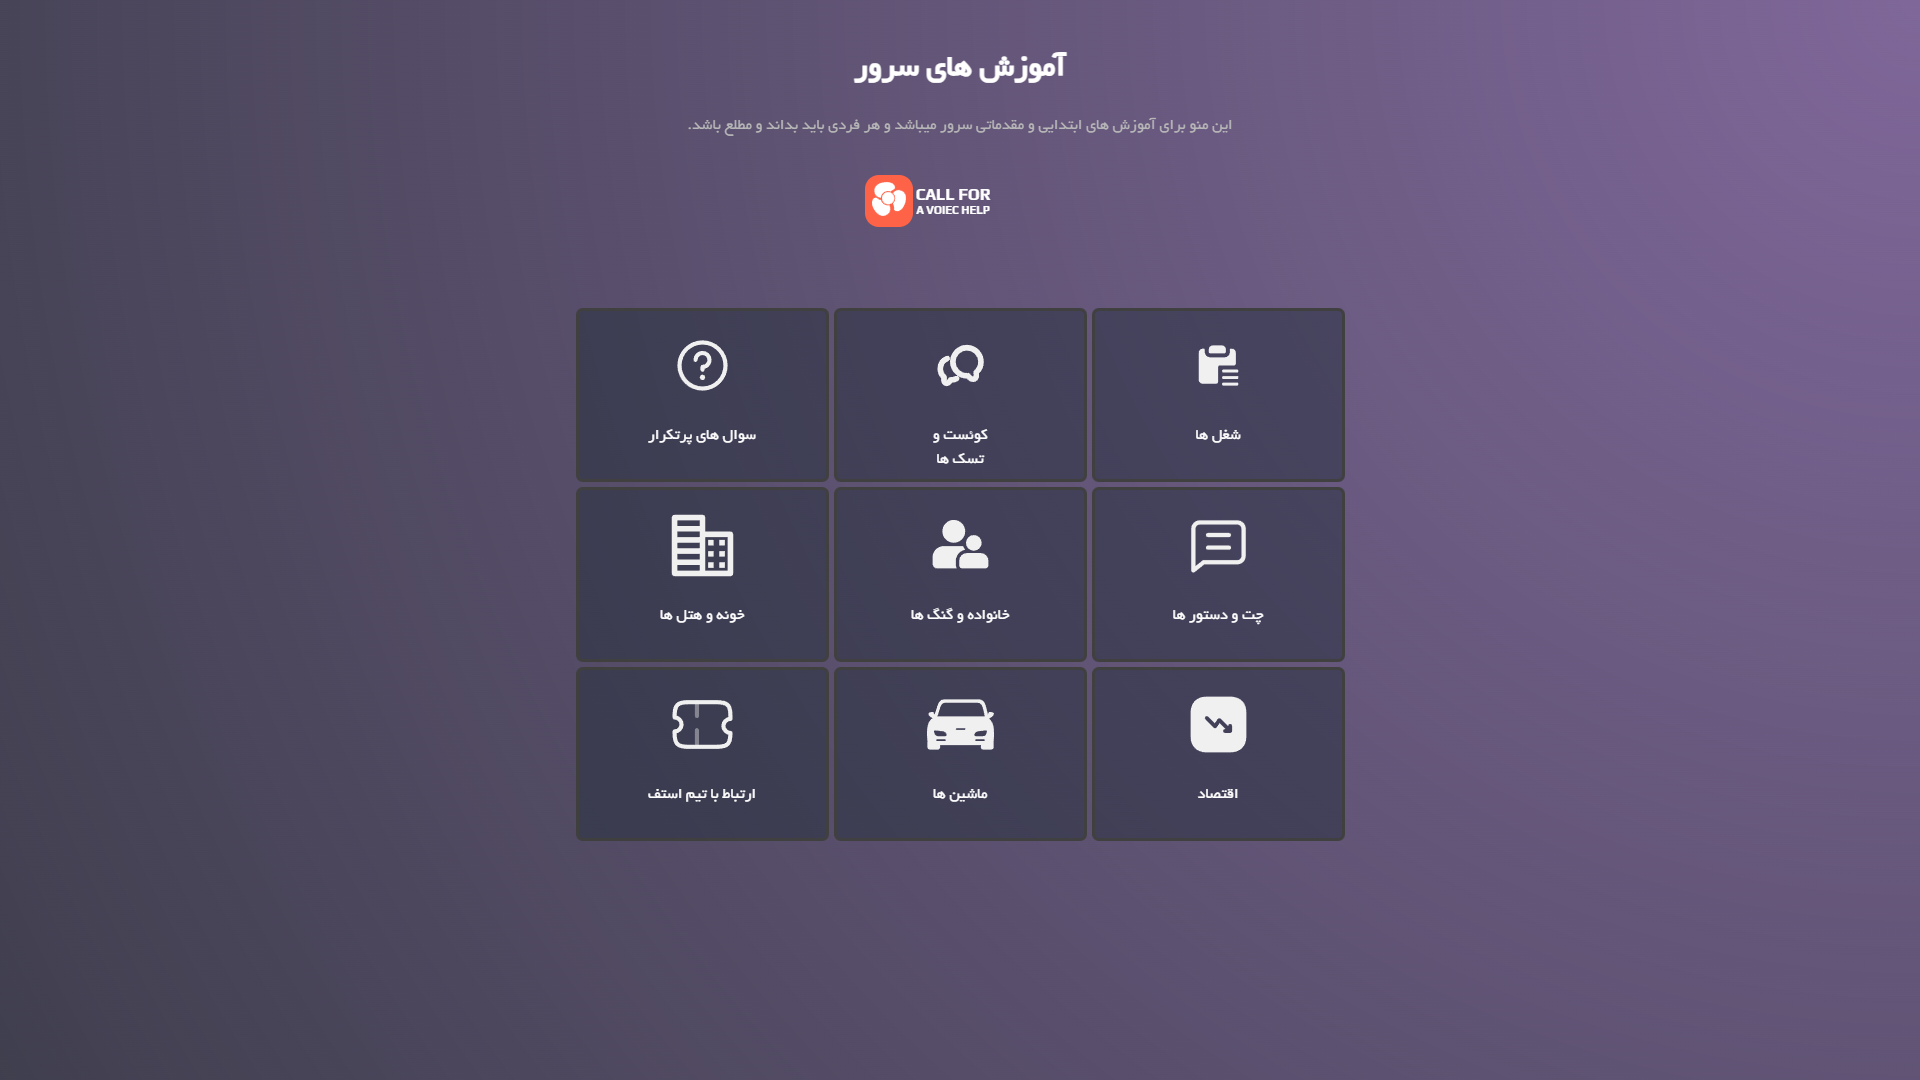 آموزش های سرور
این منو برای آموزش های ابتدایی و مقدماتی سرور میباشد و هر فردی باید بداند و مطلع باشد.
CALL FOR
A VOIEC HELP
شغل ها
کوئست و
تسک ها
سوال های پرتکرار
چت و دستور ها
خانواده و گنگ ها
خونه و هتل ها
اقتصاد
ماشین ها
ارتباط با تیم استف